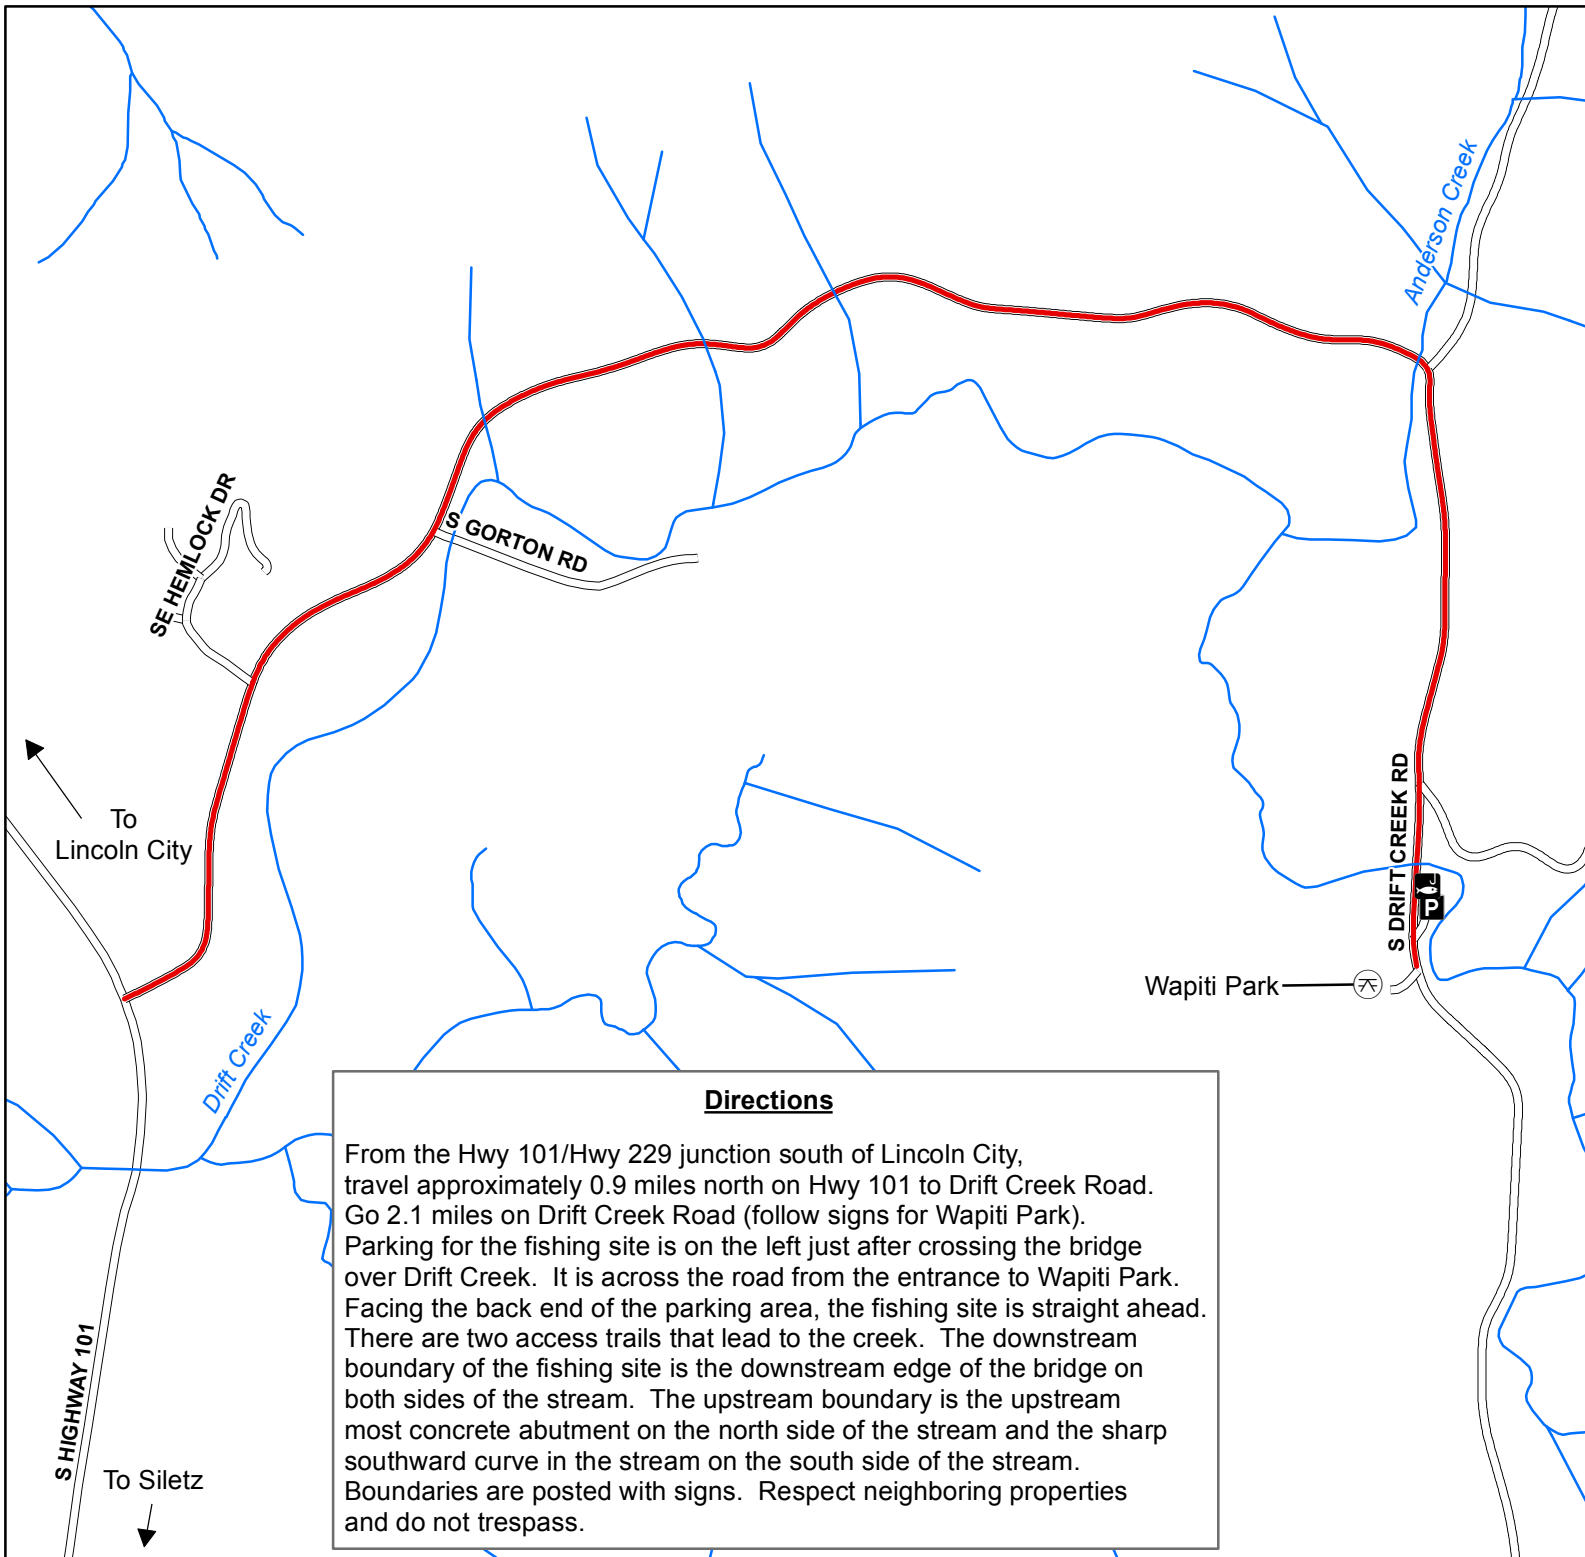 Anderson Creek
SE HEMLOCK DR
S GORTON RD
To
Lincoln City
S DRIFT CREEK RD
P
Wapiti Park
Drift Creek
S HIGHWAY 101
To Siletz
Directions
From the Hwy 101/Hwy 229 junction south of Lincoln City,
travel approximately 0.9 miles north on Hwy 101 to Drift Creek Road.
Go 2.1 miles on Drift Creek Road (follow signs for Wapiti Park).
Parking for the fishing site is on the left just after crossing the bridge
over Drift Creek.  It is across the road from the entrance to Wapiti Park.
Facing the back end of the parking area, the fishing site is straight ahead.
There are two access trails that lead to the creek.  The downstream
boundary of the fishing site is the downstream edge of the bridge on
both sides of the stream.  The upstream boundary is the upstream
most concrete abutment on the north side of the stream and the sharp
southward curve in the stream on the south side of the stream.
Boundaries are posted with signs.  Respect neighboring properties
and do not trespass.